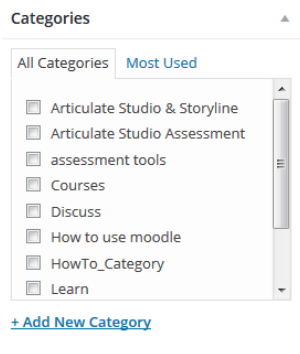 Categories
All Categories Most Used
Articulate Studio & Storyline
Articulate Studio Assessment
assessment tools
Courses
Discuss
How to use moodle
HowTo_Category
Learn
+ Add New Category